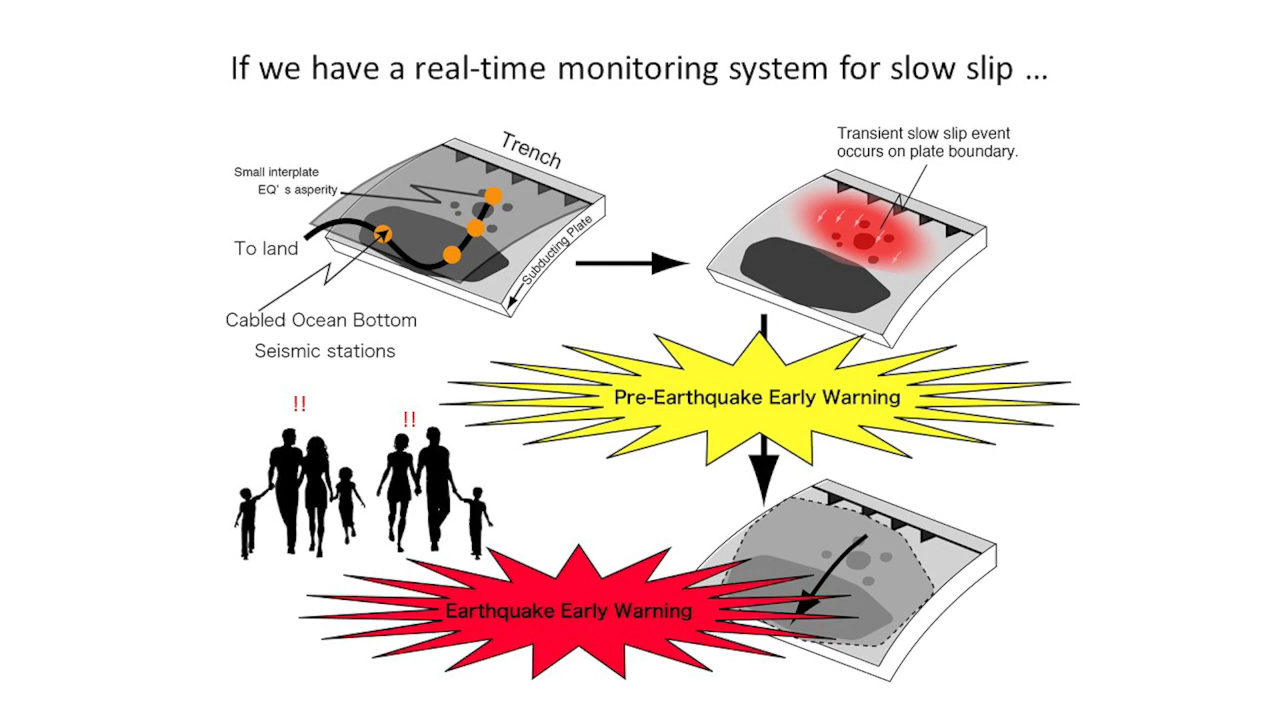 If we have a real-time monitoring system for slow slip ...
Trench
Small interplate
EQ' s asperity
To land
Subducting Plate
Cabled Ocean Bottom
Seismic stations
Transient slow slip event
occurs on plate boundary.
Pre-Earthquake Early Warning
!!
!!
Earthquake Early Warning